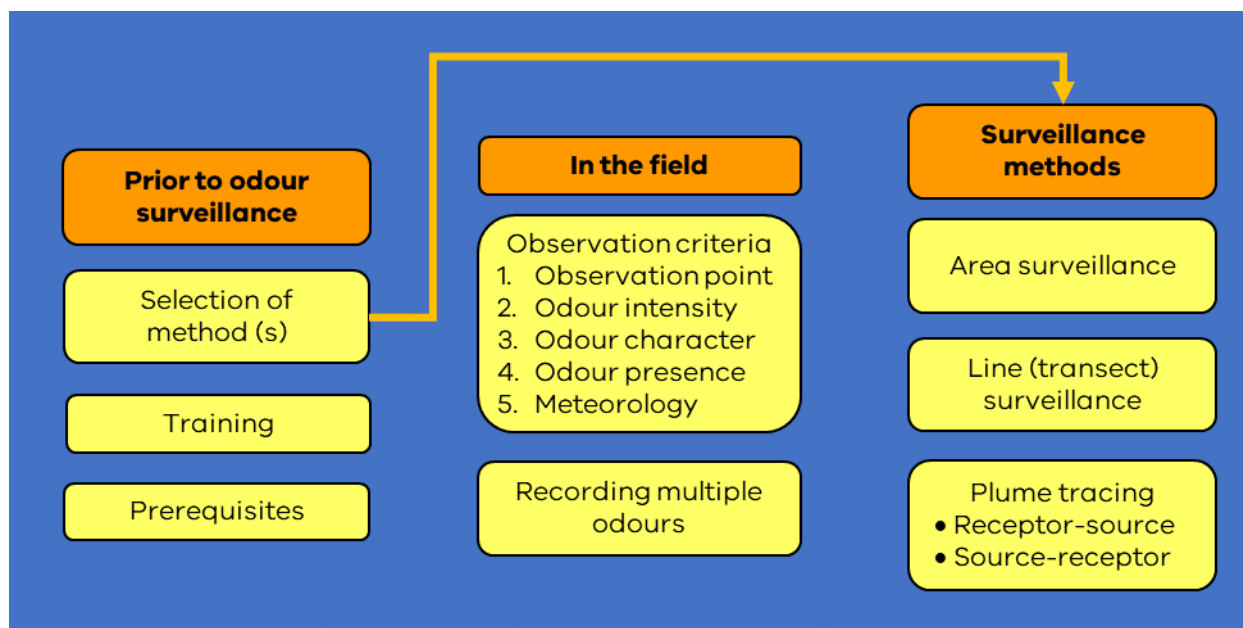 Prior to odour
surveillance
Selection of
method (s)
Training
Prerequisites
In the field
Observation criteria
1. Observation point
2. Odour intensity
3. Odour character
4. Odour presence
5. Meteorology
Recording multiple
odours
Surveillance
methods
Area surveillance
Line (transect)
surveillance
Plume tracing
• Receptor-source
• Source-receptor